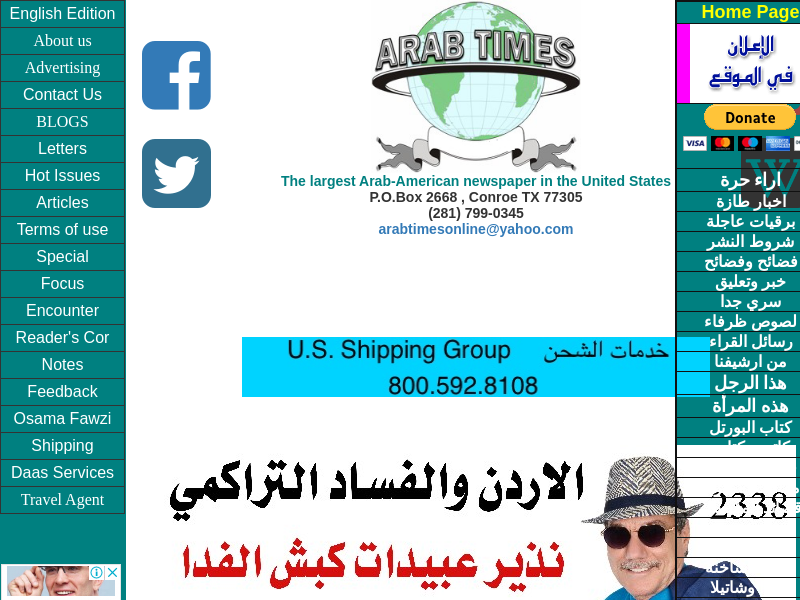 English Edition
About us
Advertising
Contact Us
BLOGS
Letters
Hot Issues
Articles
Terms of use
Special
Focus
Encounter
Reader's Cor
Notes
Feedback
Osama Fawzi
Shipping
Daas Services
Travel Agent
ARAB TIMES
The largest Arab-American newspaper in the United States
P.O.Box 2668 , Conroe TX 77305
(281) 799-0345
arabtimesonline@yahoo.com
U.S. Shipping Group خدمات الشحن
800.592.8108
الاردن والفساد التراكمي
نذير عبيدات كبش الفدا
Home Page
الإعلان
في الموقع
Donate
VISA
اراء حرة
اخبار طازة
برقيات عاجلة
شروط النشر
فضائح وفضائح
خبر وتعليق
سري جدا
لصوص ظرفاء
رسائل القراء
من ارشيفنا
هذا الرجل
هذه المرأة
كتاب البورتل
2338
وشاتيلا